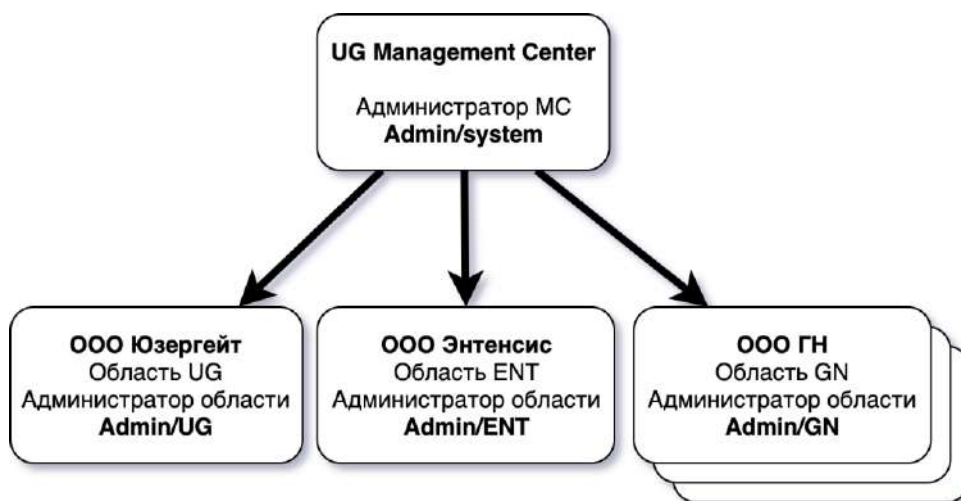 UG Management Center
Администратор MC
Admin/system
ООО Юзергейт
Область UG
Администратор области
Admin/UG
ООО Энтенсис
Область ENT
Администратор области
Admin/ENT
ООО ГН
Область GN
Администратор области
Admin/GN